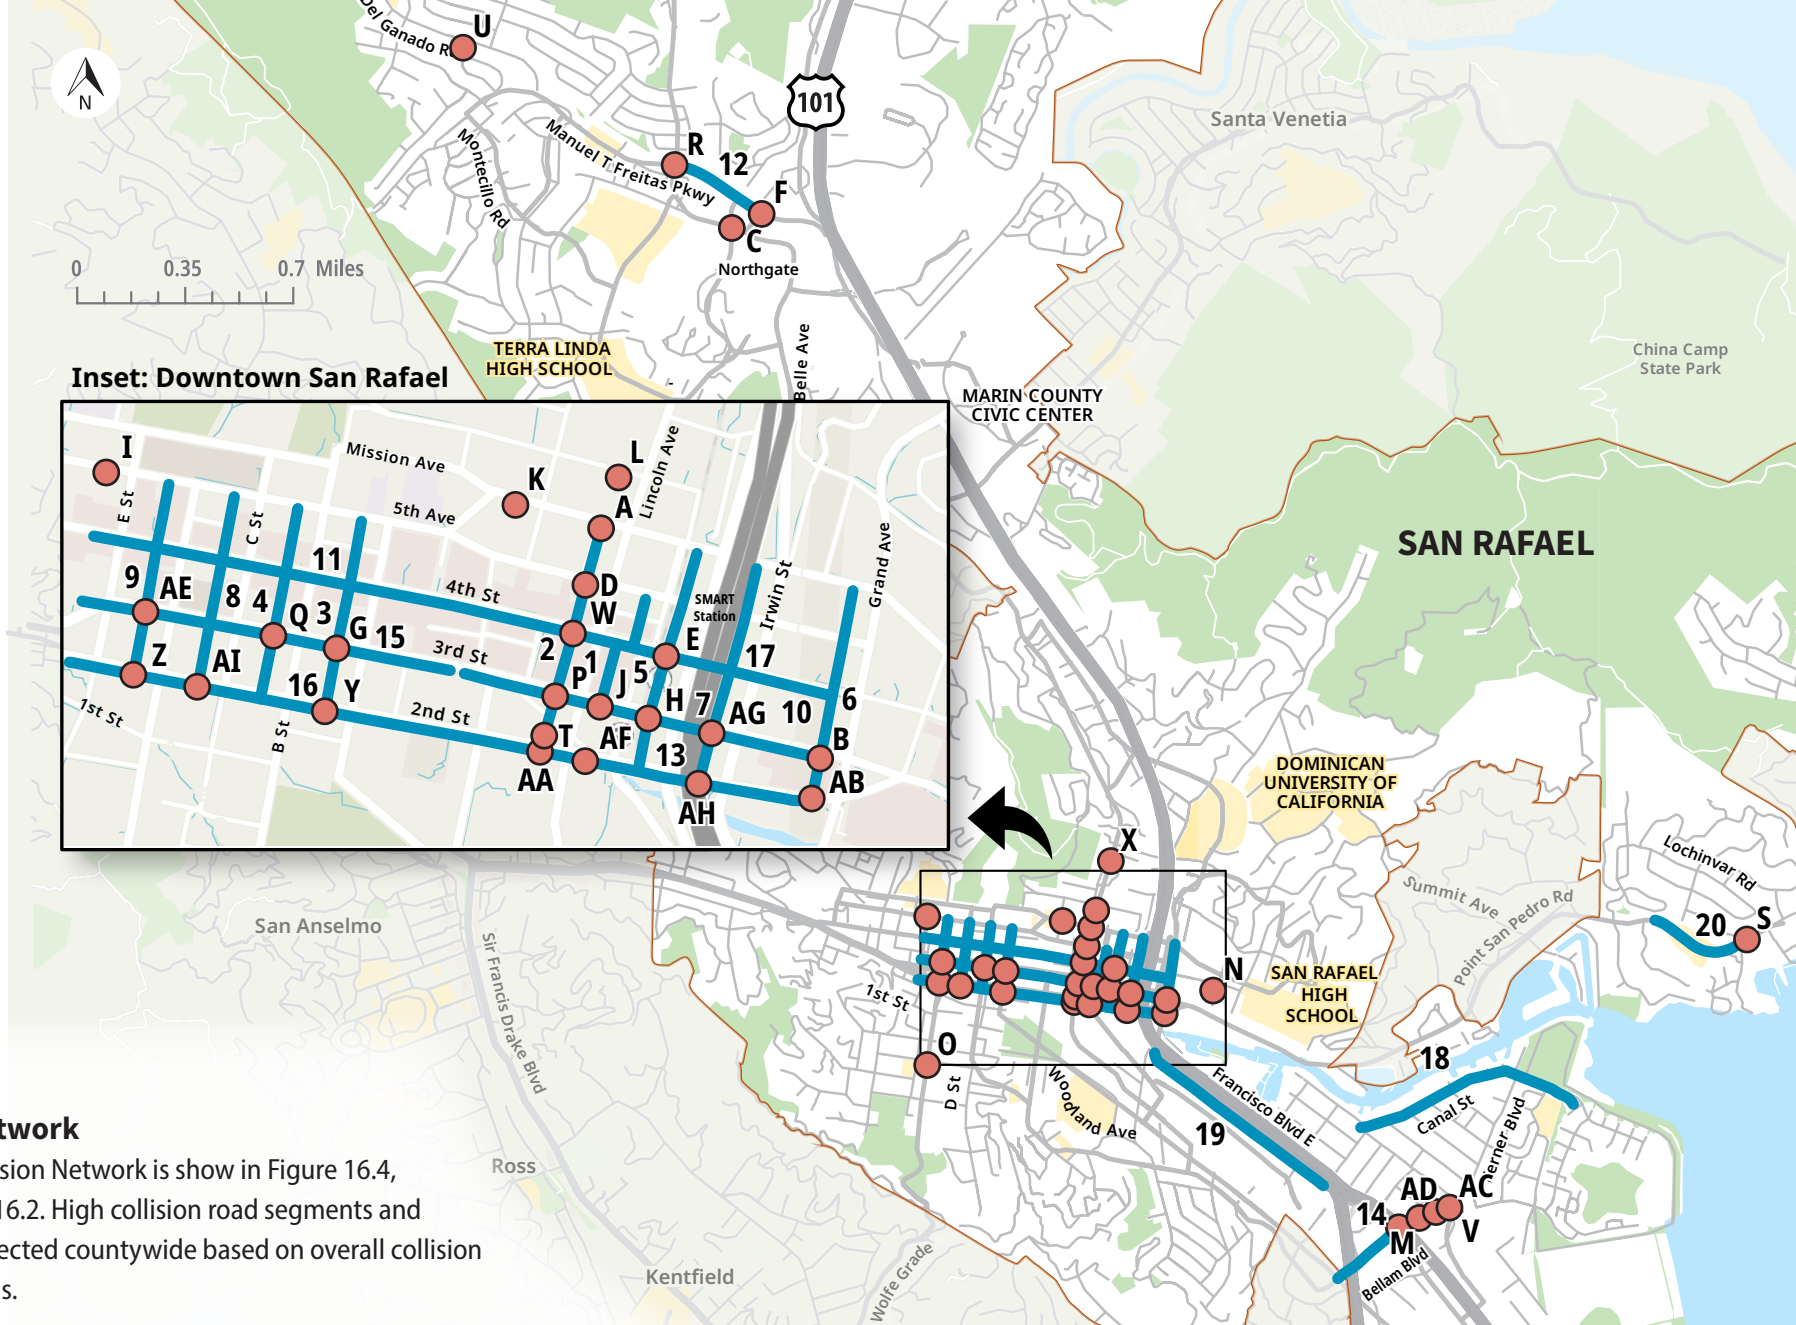 Del Ganado R
U
N
101
Santa Venetia
Manuel T Freitas Pkwy
R
12
F
C
Northgate
Montecillo Rd
0 0.35 0.7 Miles
Belle Ave
TERRA LINDA
HIGH SCHOOL
China Camp
State Park
MARIN COUNTY
CIVIC CENTER
SAN RAFAEL
Inset: Downtown San Rafael
I
Mission Ave
L
K
A
Lincoln Ave
E St
C St
5th Ave
Grand Ave
11
9
AE
8
4
Q
3
G
15
4th St
D
W
SMART
Station
Irwin St
E
2
1
5
17
3rd St
Z
AI
P
J
H
7
AG
10
6
16
Y
1st St
B St
2nd St
T
AF
13
B
AA
AH
AB
DOMINICAN
UNIVERSITY OF
CALIFORNIA
X
Lochinvar Rd
Summit Ave
Point San Pedro Rd
20
S
San Anselmo
Sir Francis Drake Blvd
1st St
N
SAN RAFAEL
HIGH
SCHOOL
O
D St
Woodland Ave
Francisco Blvd E
18
Canal St
19
erner Blvd
AD
AC
14
M
V
Bellam Blvd
Ross
Kentfield
Wolfe Grade
twork
sion Network is show in Figure 16.4,
16.2. High collision road segments and
ected countywide based on overall collision
s.